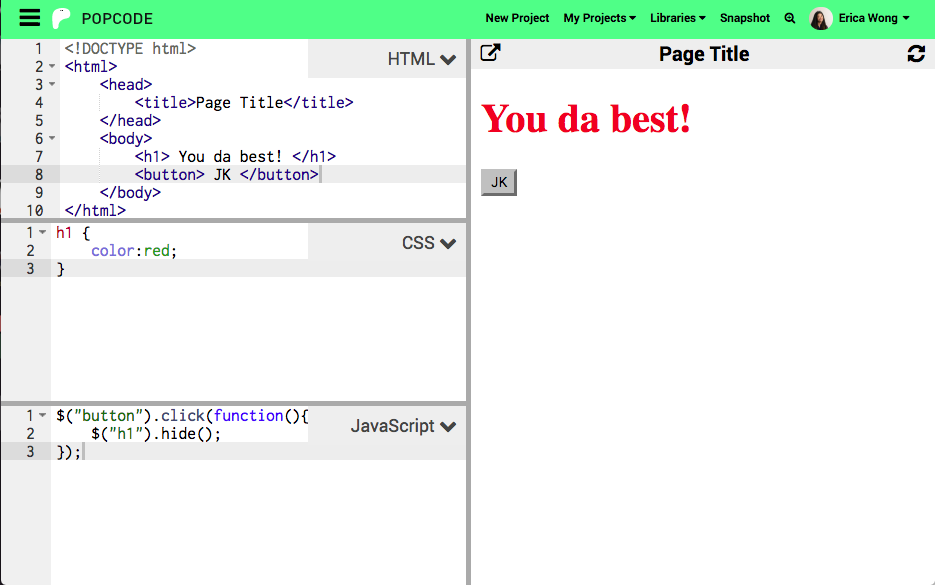 POPCODE
New Project My Projects Libraries Snapshot Erica Wong
HTML
1 <!DOCTYPE html>
2 <html>
3     <head>
4         <title>Page Title</title>
5     </head>
6     <body>
7         <h1> You da best! </h1>
8         <button> JK </button>
9     </body>
10 </html>
CSS
1 h1 {
2     color:red;
3 }
JavaScript
1 $("button").click(function(){
2     $("h1").hide();
3 });
Page Title
You da best!
JK